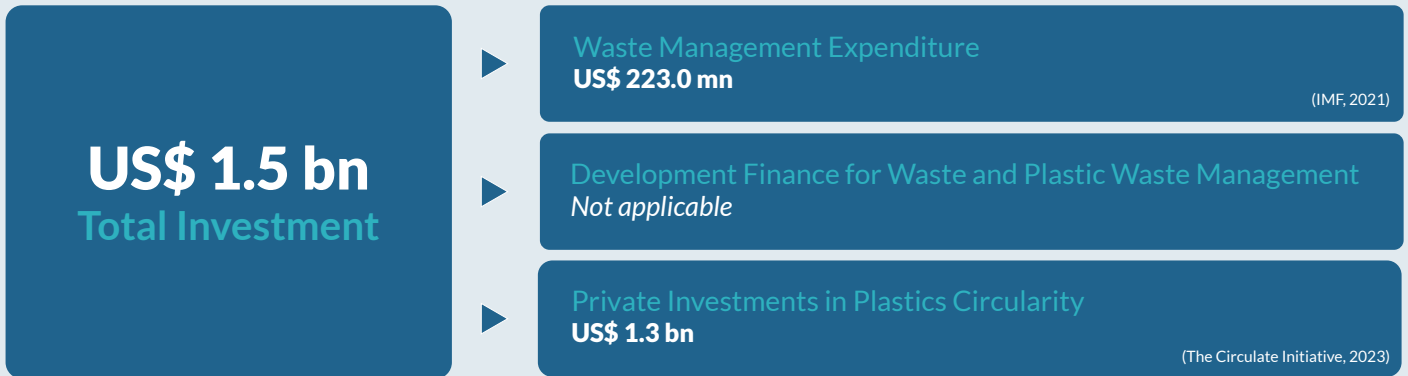 US$ 1.5 bn
Total Investment
Waste Management Expenditure
US$ 223.0 mn
(IMF, 2021)
Development Finance for Waste and Plastic Waste Management
Not applicable
Private Investments in Plastics Circularity
US$ 1.3 bn
(The Circulate Initiative, 2023)